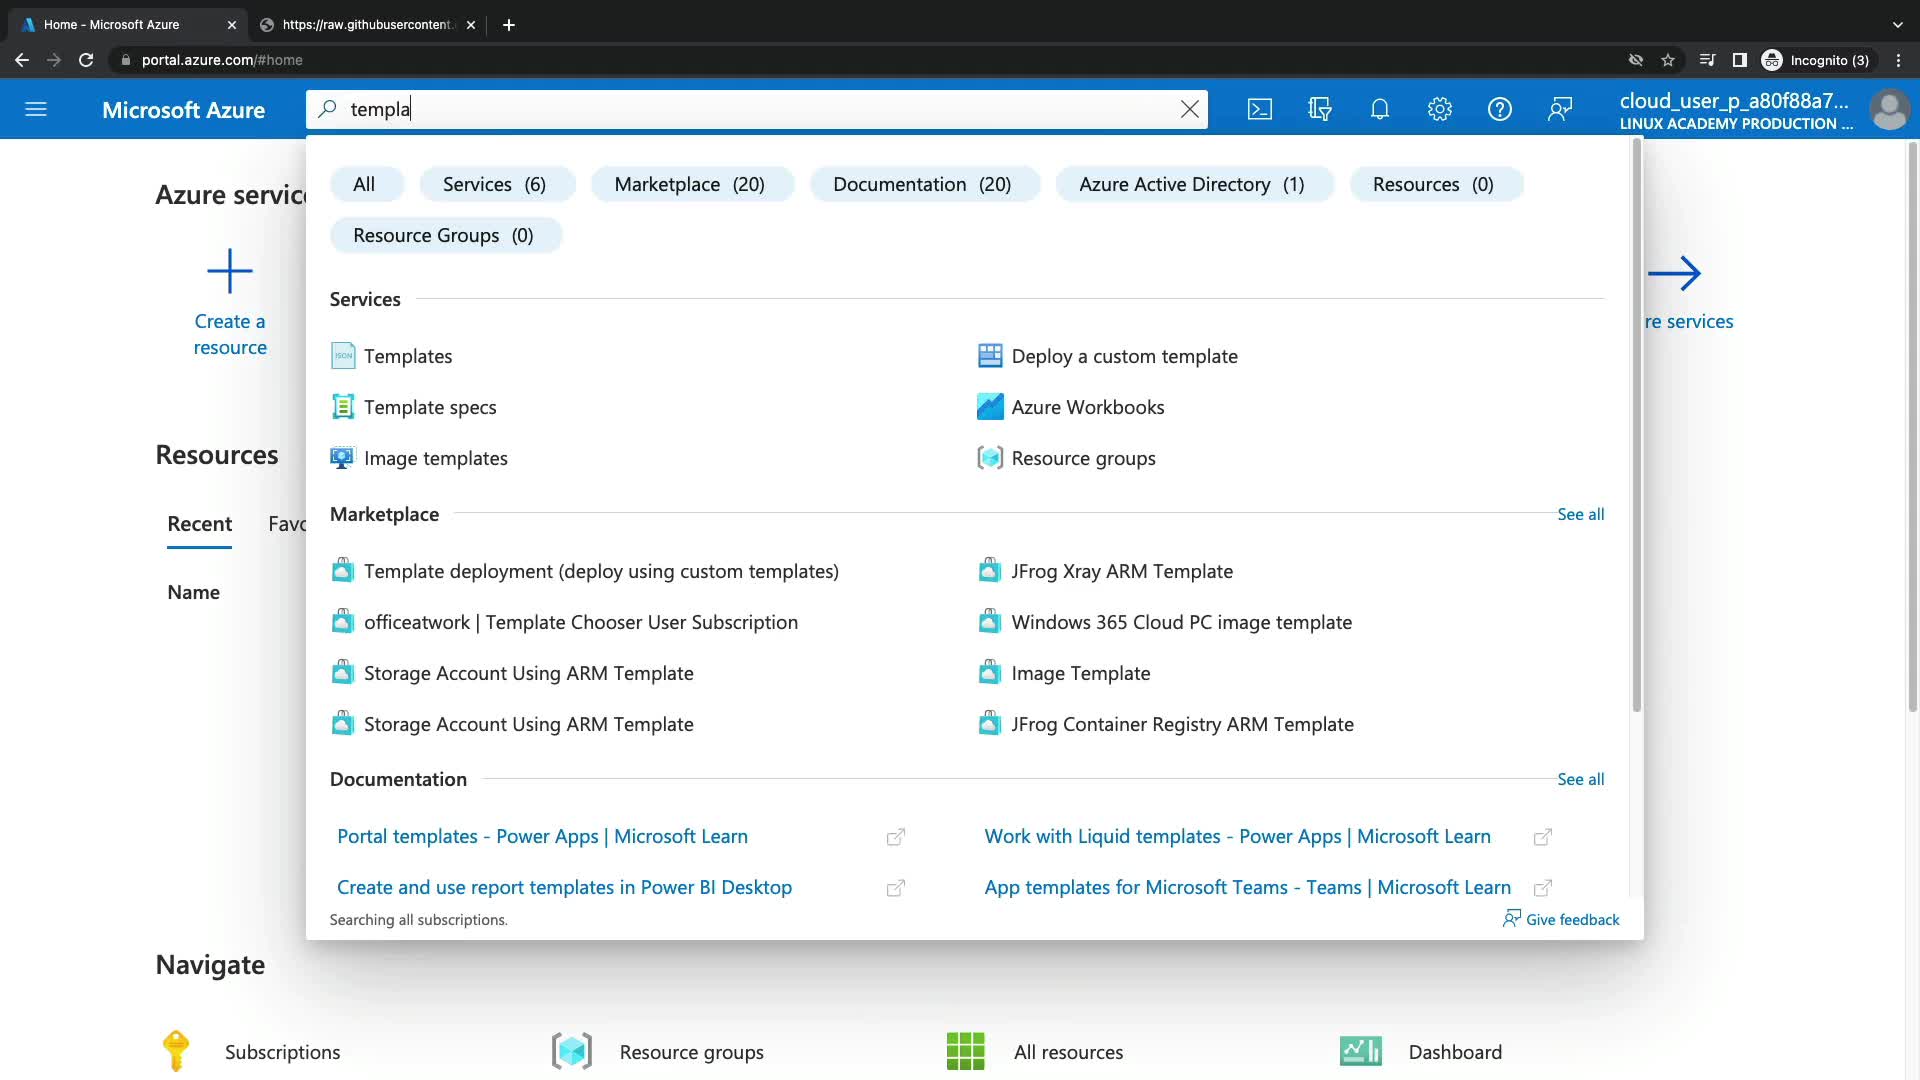 Home - Microsoft Azure
https://raw.githubusercontent.
portal.azure.com/#home
Incognito (3)
Microsoft Azure
templa
cloud_user_p_a80f88a7...
LINUX ACADEMY PRODUCTION ...
Azure servic
All
Services (6)
Marketplace (20)
Documentation (20)
Azure Active Directory (1)
Resources (0)
Resource Groups (0)
Create a
resource
re services
Services
JSON
Templates
Deploy a custom template
Template specs
Azure Workbooks
Image templates
Resource groups
Resources
Recent
Favo
Name
Marketplace
See all
Template deployment (deploy using custom templates)
JFrog Xray ARM Template
officeatwork | Template Chooser User Subscription
Windows 365 Cloud PC image template
Storage Account Using ARM Template
Image Template
Storage Account Using ARM Template
JFrog Container Registry ARM Template
Documentation
See all
Portal templates - Power Apps | Microsoft Learn
Work with Liquid templates - Power Apps | Microsoft Learn
Create and use report templates in Power BI Desktop
App templates for Microsoft Teams - Teams | Microsoft Learn
Searching all subscriptions.
Give feedback
Navigate
Subscriptions
Resource groups
All resources
Dashboard